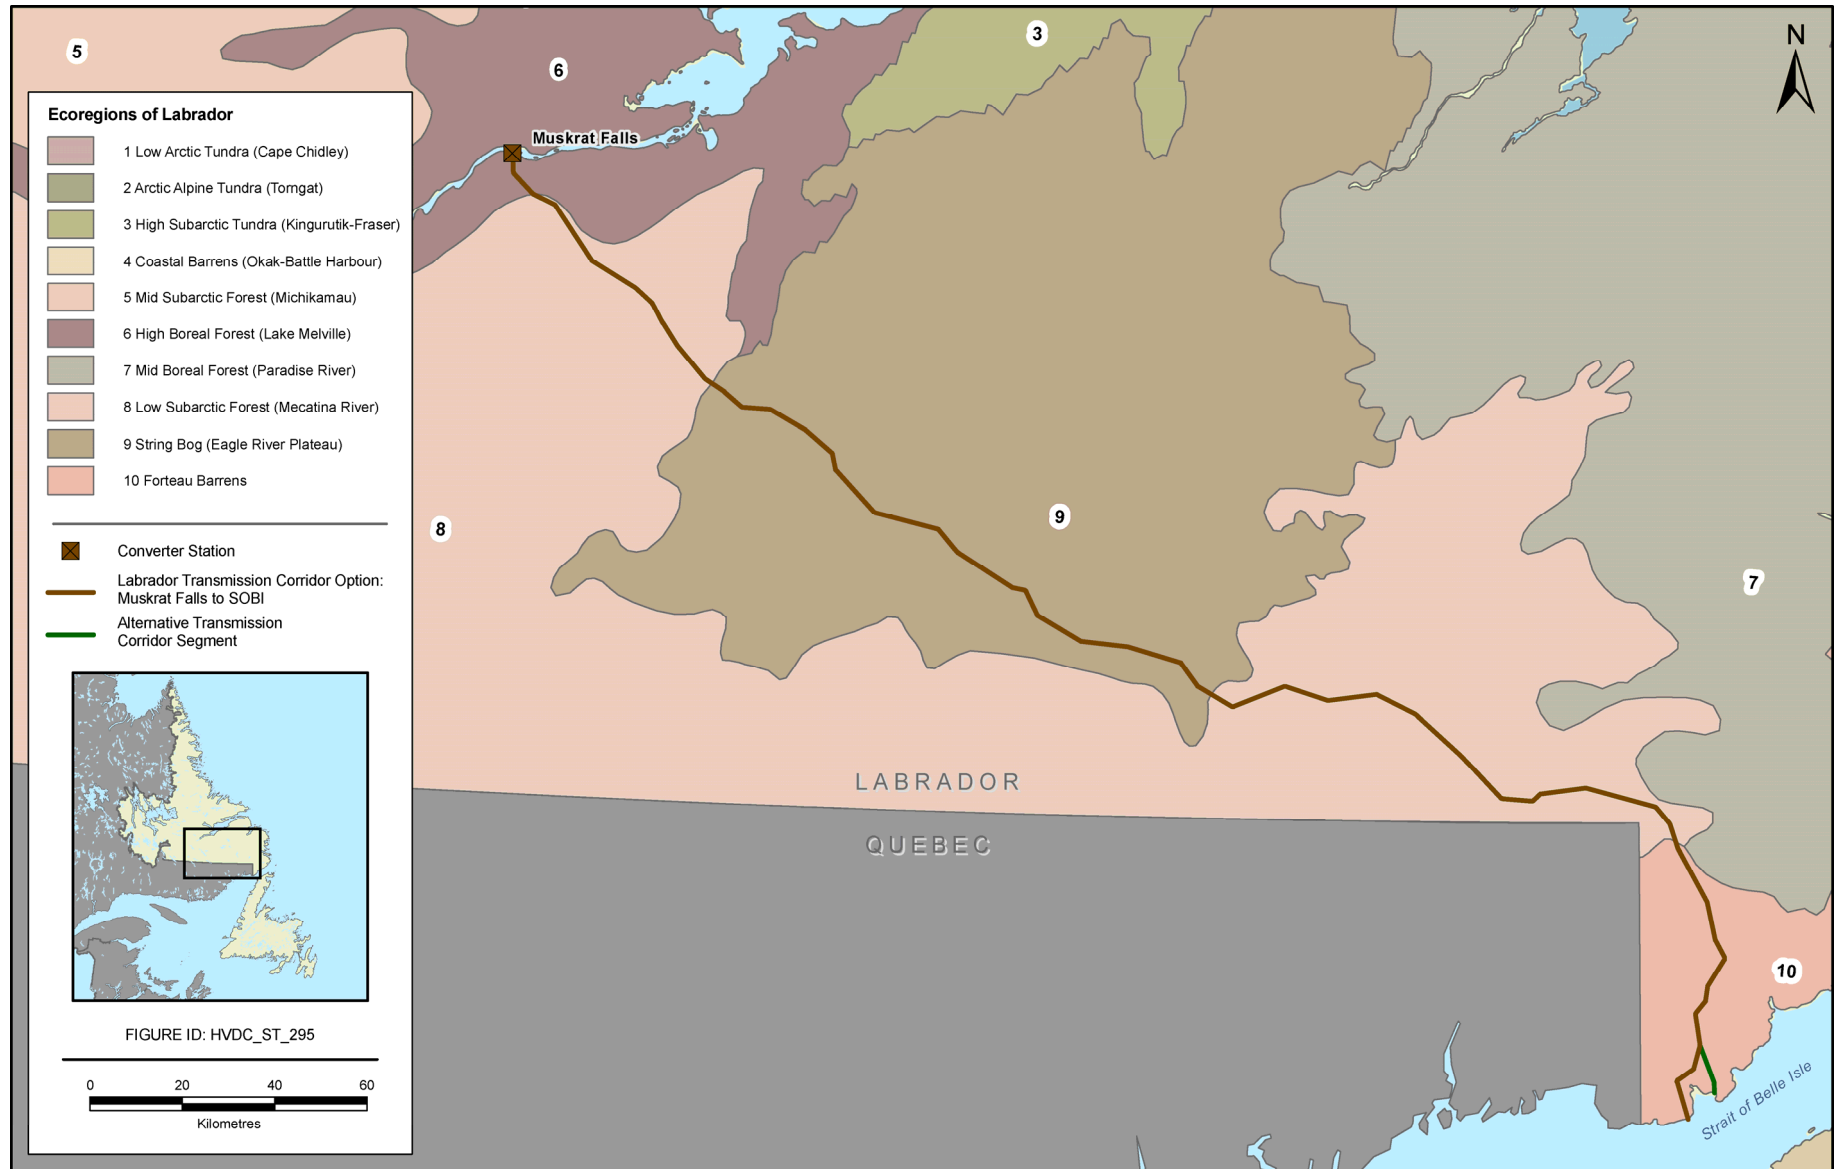 5
6
3
N
Muskrat Falls
Ecoregions of Labrador
1 Low Arctic Tundra (Cape Chidley)
2 Arctic Alpine Tundra (Torngat)
3 High Subarctic Tundra (Kingurutik-Fraser)
4 Coastal Barrens (Okak-Battle Harbour)
5 Mid Subarctic Forest (Michikamau)
6 High Boreal Forest (Lake Melville)
7 Mid Boreal Forest (Paradise River)
8 Low Subarctic Forest (Mecatina River)
9 String Bog (Eagle River Plateau)
10 Forteau Barrens
Converter Station
Labrador Transmission Corridor Option:
Muskrat Falls to SOBI
Alternative Transmission
Corridor Segment
8
9
7
LABRADOR
QUEBEC
10
Strait of Belle Isle
FIGURE ID: HVDC_ST_295
0 20 40 60
Kilometres